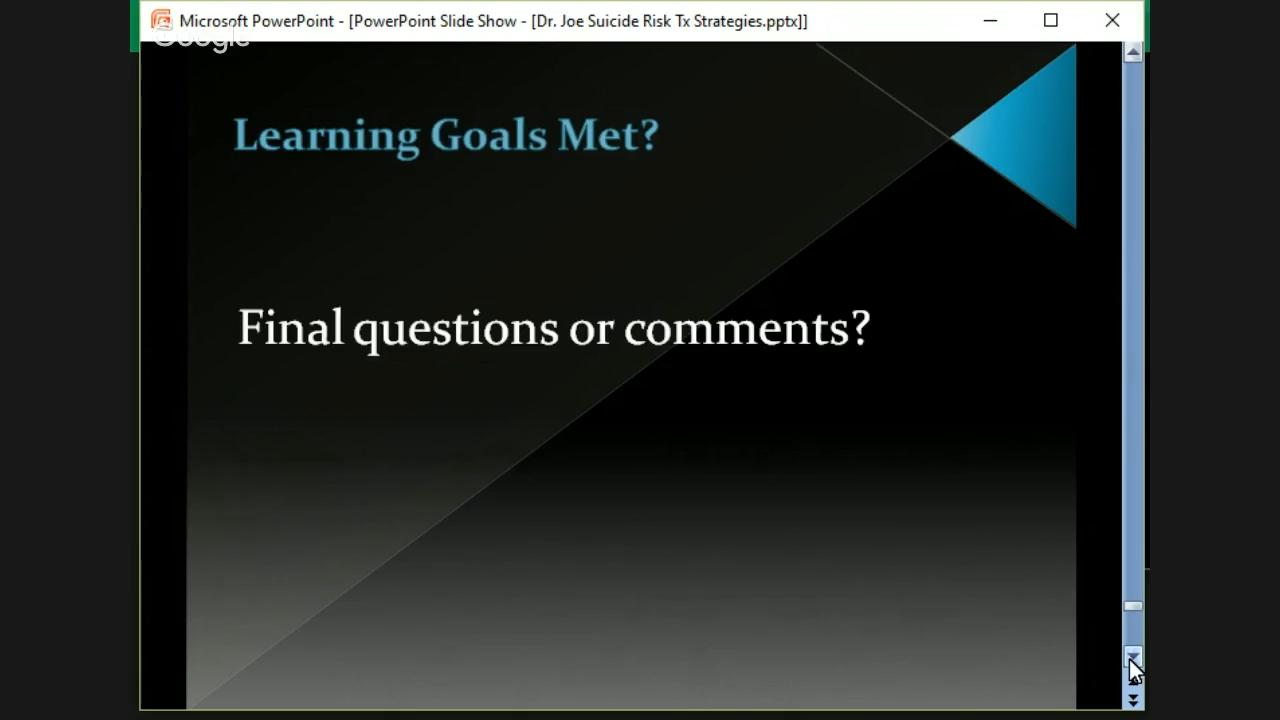 Microsoft PowerPoint - [PowerPoint Slide Show - [Dr. Joe Suicide Risk Tx Strategies.pptx]]
Google
Learning Goals Met?
Final questions or comments?